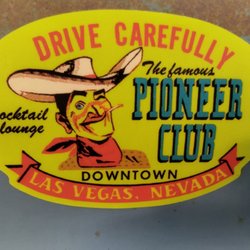 DRIVE CAREFULLY
The famous
PIONEER
CLUB
cocktail
lounge
DOWNTOWN
LAS VEGAS, NEVADA